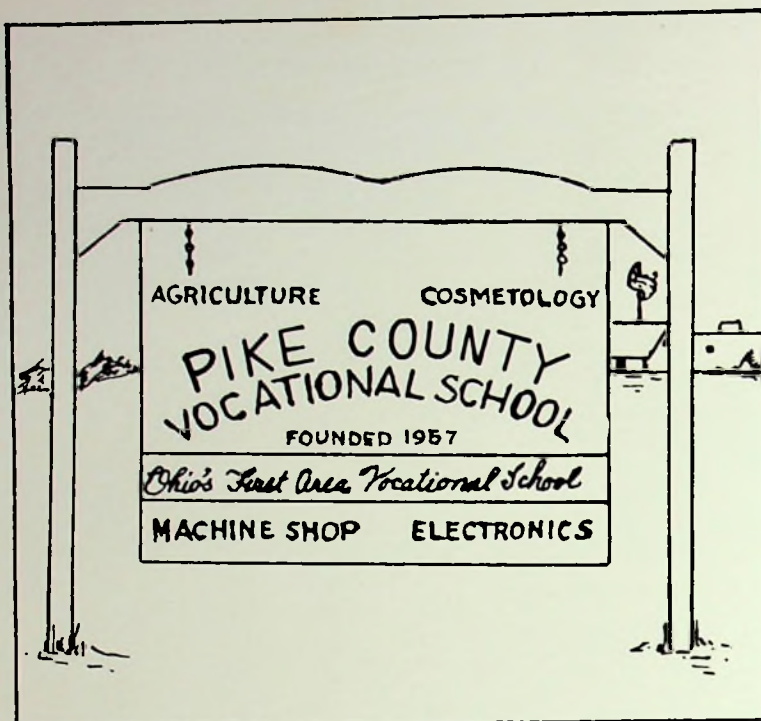 AGRICULTURE COSMETOLOGY
PIKE COUNTY
VOCATIONAL SCHOOL
FOUNDED 1957
Ohio's First Area Vocational School
MACHINE SHOP ELECTRONICS